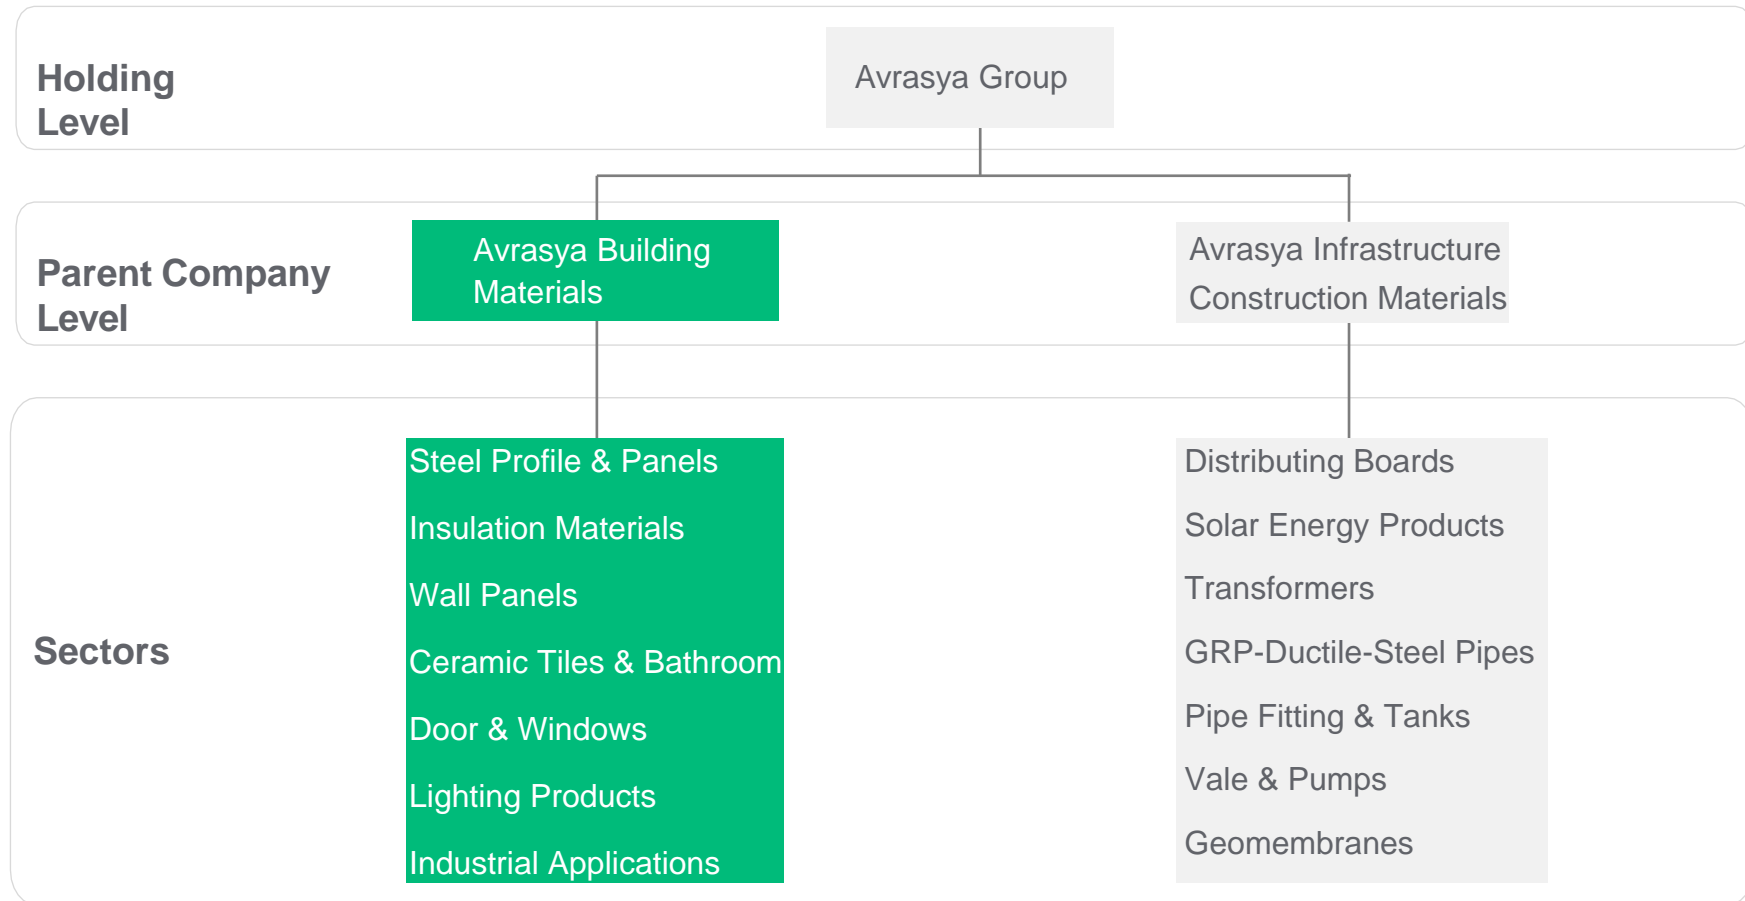 Holding
Level
Avrasya Group
Parent Company
Level
Avrasya Building
Materials
Avrasya Infrastructure
Construction Materials
Sectors
Steel Profile & Panels
Insulation Materials
Wall Panels
Ceramic Tiles & Bathroom
Door & Windows
Lighting Products
Industrial Applications
Distributing Boards
Solar Energy Products
Transformers
GRP-Ductile-Steel Pipes
Pipe Fitting & Tanks
Vale & Pumps
Geomembranes